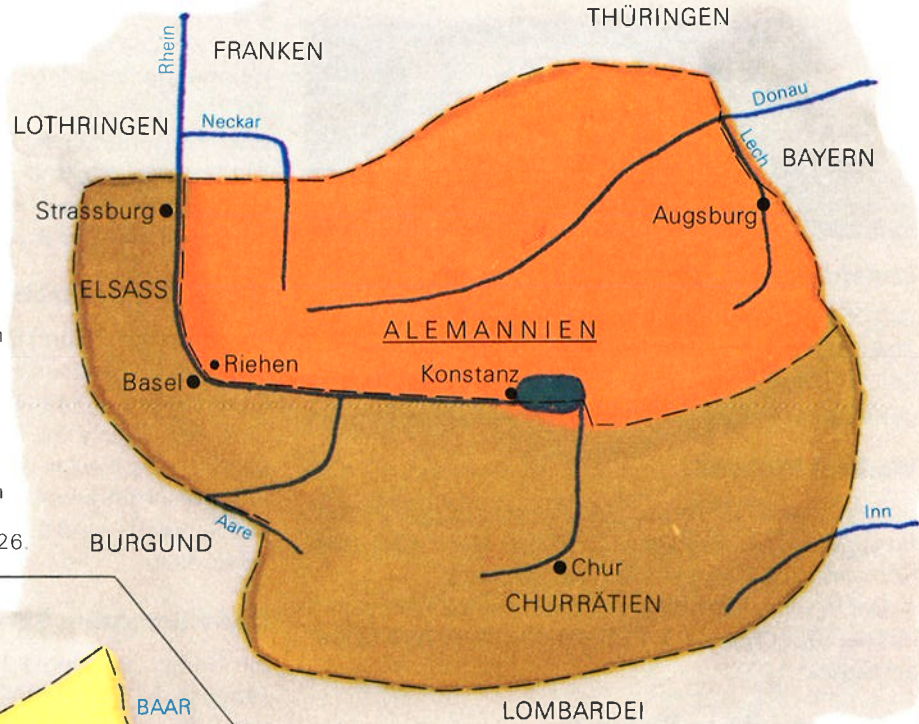 THÜRINGEN
Rhein
FRANKEN
Donau
LOTHRINGEN
Neckar
Lech
BAYERN
Strassburg
Augsburg
ELSASS
ALEMANNIEN
Riehen
Konstanz
Basel
Inn
Aare
BURGUND
26.
Chur
CHURRÄTIEN
BAAR
LOMBARDEI